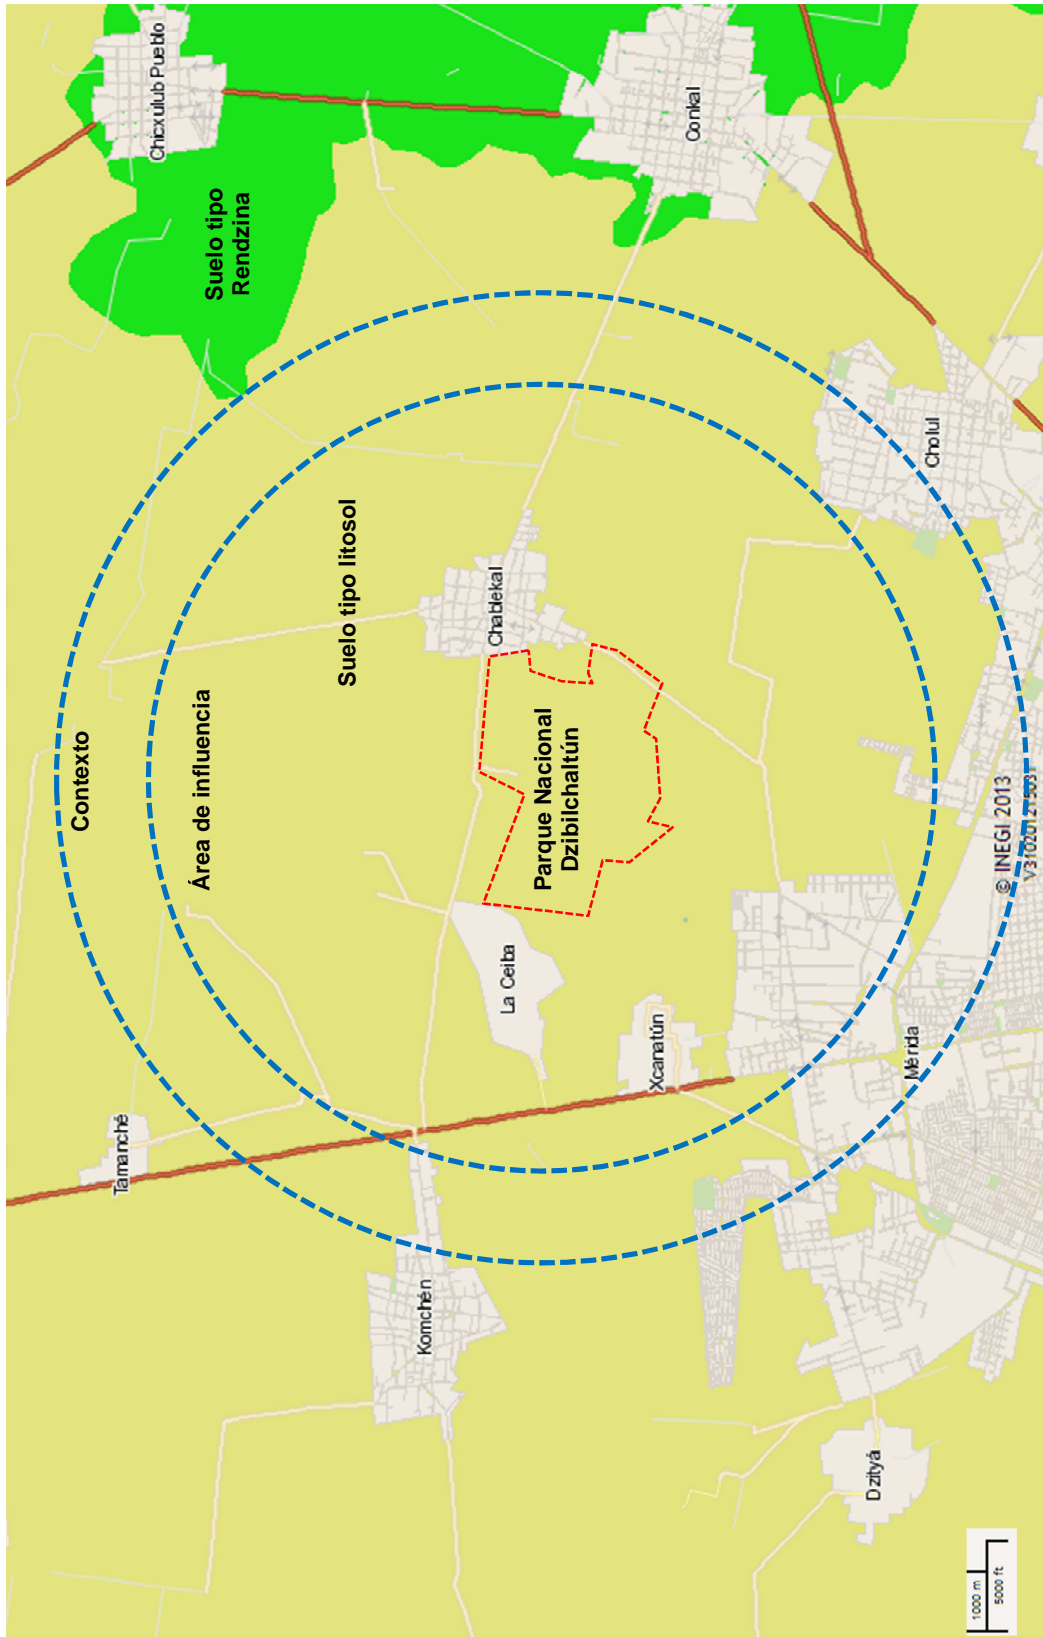 Contexto
Chicxulub Pueblo
Tamanché
Área de influencia
Suelo tipo
Rendzina
Suelo tipo litosol
Komchén
La Ceiba
Chablekal
Parque Nacional
Dzibilchaltún
Xcanatún
Conkal
Dzityá
Mérida
Cholul
1000 m
5000 ft
© INEGI 2013